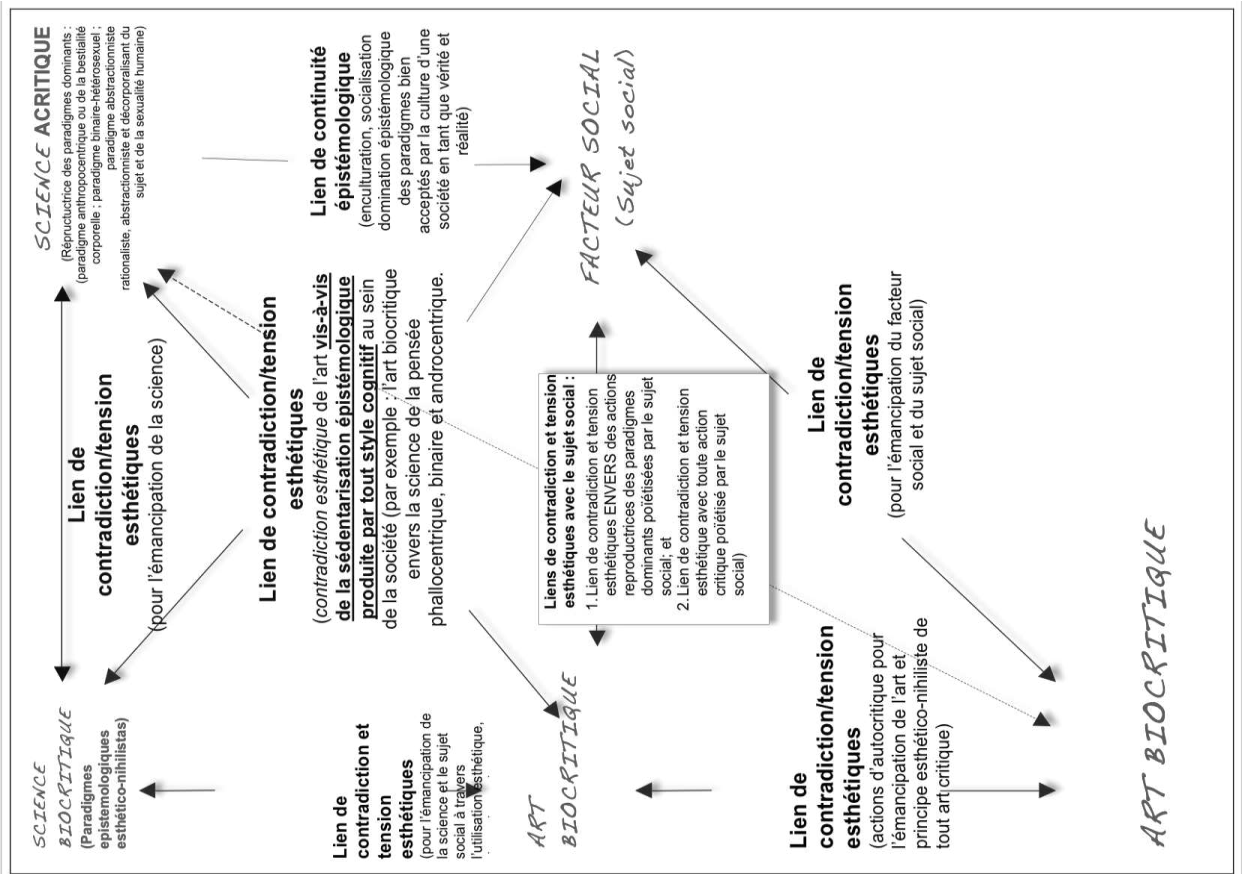 SCIENCE
BIOCRITIQUE
(Paradigmes
epistemologiques
esthético-nihilistas)
Lien de
contradiction/tension
esthétiques
(pour l'émancipation de la science)
SCIENCE ACRITIQUE
(Répructuctrice des paradigmes dominants :
(paradigme anthropocentrique ou de la bestialité
corporelle ; paradigme binaire-hétérosexuel ;
paradigme abstractionniste
rationaliste, abstractionniste et décorporalisant du
sujet et de la sexualité humaine)
Lien de contradiction/tension
esthétiques
(contradiction esthétique de l'art vis-à-vis
de la sédentarisation épistémologique
produite par tout style cognitif au sein
de la société (par exemple : l'art biocritique
envers la science de la pensée
phallocentrique, binaire et androcentrique.
Lien de continuité
épistémologique
(enculturation, socialisation
domination épistémologique
des paradigmes bien
acceptés par la culture d'une
société en tant que vérité et
réalité)
Lien de
contradiction et
tension
esthétiques
(pour l'émancipation de
la science et le sujet
social à travers
l'utilisation esthétique,
ART
BIOCRITIQUE
Liens de contradiction et tension
esthétiques avec le sujet social :
1. Lien de contradiction et tension
esthétiques ENVERS des actions
reproductrices des paradigmes
dominants poïétisées par le sujet
social; et
2. Lien de contradiction et tension
esthétique avec toute action
critique poïétisé par le sujet
social)
FACTEUR SOCIAL
(Sujet social)
Lien de
contradiction/tension
esthétiques
(actions d'autocritique pour
l'émancipation de l'art et
principe esthético-nihiliste de
tout art critique)
Lien de
contradiction/tension
esthétiques
(pour l'émancipation du facteur
social et du sujet social)
ART BIOCRITIQUE